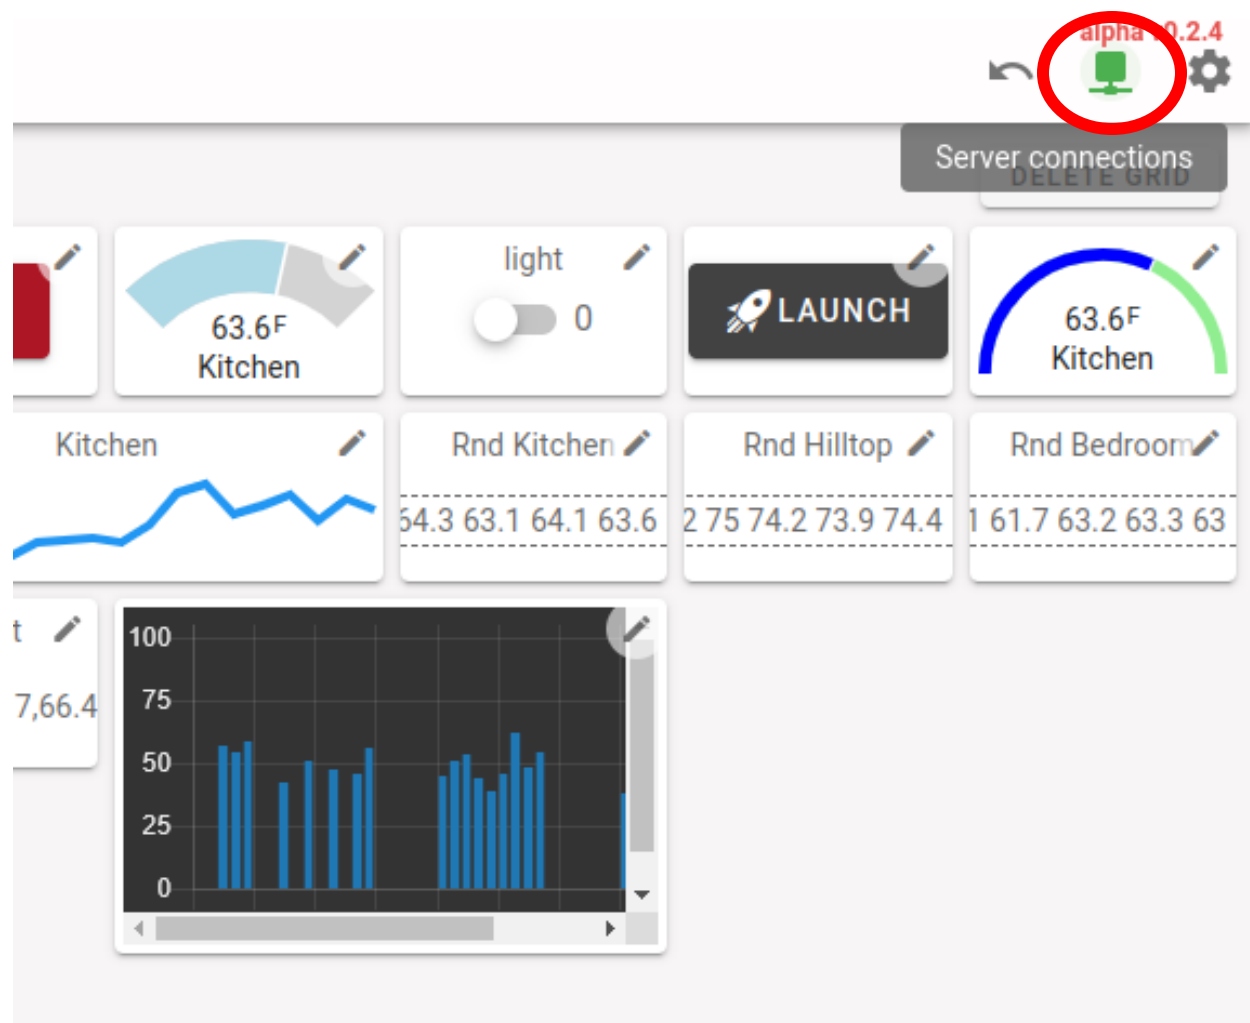 alpha v0.2.4
Server connections
DELETE GRID
63.6F
Kitchen
light
0
LAUNCH
63.6F
Kitchen
Kitchen
Rnd Kitchen
64.3 63.1 64.1 63.6
Rnd Hilltop
2 75 74.2 73.9 74.4
Rnd Bedroom
1 61.7 63.2 63.3 63
t
7,66.4
100
75
50
25
0